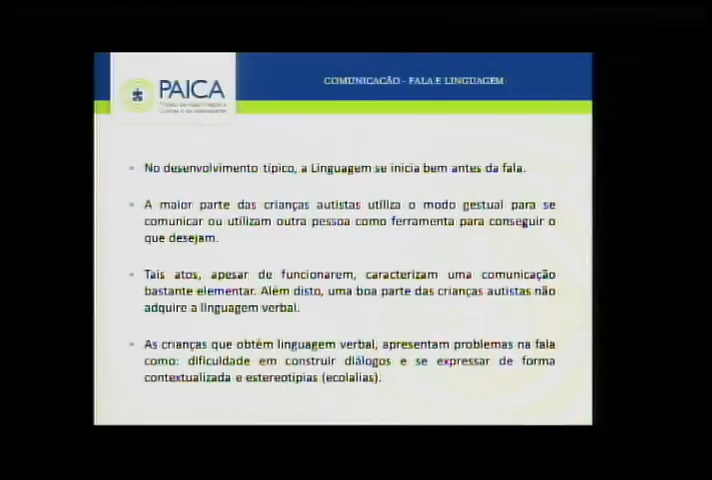 COMUNICAÇÃO - FALA E LINGUAGEM
PAICA
No desenvolvimento típico, a Linguagem se inicia bem antes da fala.
A maior parte das crianças autistas utiliza o modo gestual para se
comunicar ou utilizam outra pessoa como ferramenta para conseguir o
que desejam.
Tais atos, apesar de funcionarem, caracterizam uma comunicação
bastante elementar. Além disto, uma boa parte das crianças autistas não
adquire a linguagem verbal.
As crianças que obtém linguagem verbal, apresentam problemas na fala
como: dificuldade em construir diálogos e se expressar de forma
contextualizada e estereotipias (ecolalias).